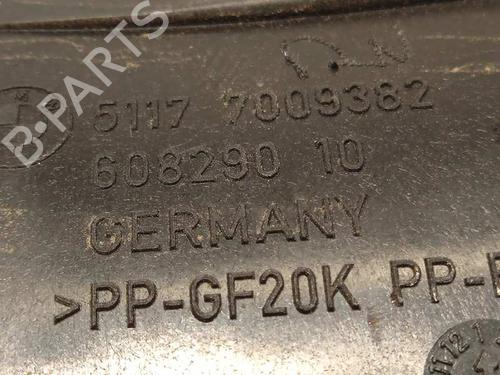 B-PARTS
5117 7009382
608290 10
GERMANY
>PP-GF20K PP-